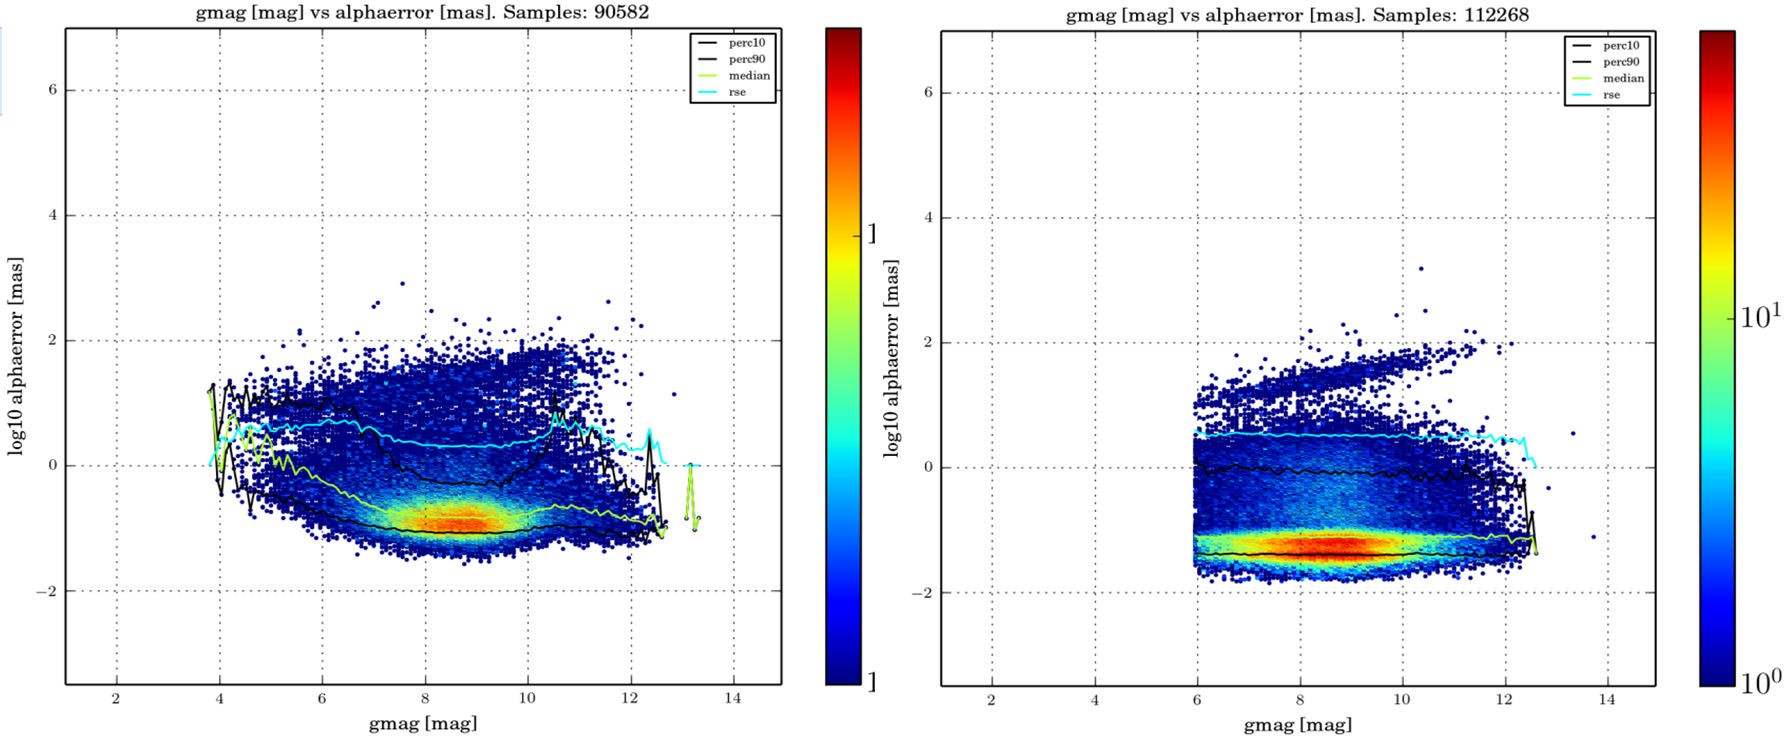 gmag [mag] vs alphaerror [mas]. Samples: 90582
perc10
perc90
median
rse
6
4
2
0
−2
log10 alphaerror [mas]
2 4 6 8 10 12 14
gmag [mag]
1
1
gmag [mag] vs alphaerror [mas]. Samples: 112268
perc10
perc90
median
rse
6
4
2
0
−2
log10 alphaerror [mas]
2 4 6 8 10 12 14
gmag [mag]
10¹
10⁰